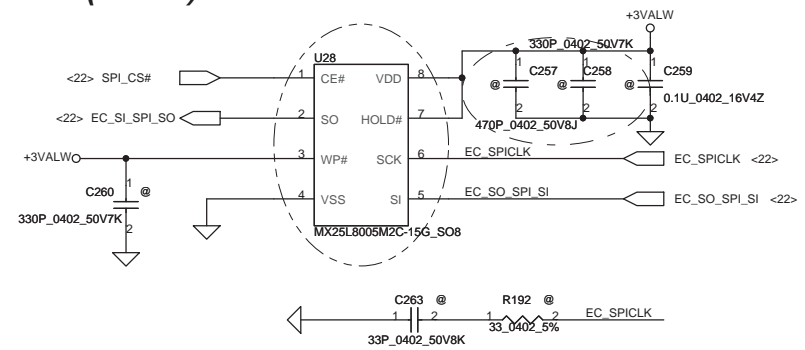 +3VALW
330P_0402_50V7K
U28
<22> SPI_CS#
1 CE# VDD 8
1 @ C257
1 @ C258
1 @ C259
2 2 2
0.1U_0402_16V4Z
<22> EC_SI_SPI_SO
2 SO HOLD# 7
470P_0402_50V8J
+3VALW
3 WP# SCK 6
EC_SPICLK
EC_SPICLK <22>
C260 1 @
330P_0402_50V7K
2
4 VSS SI 5
EC_SO_SPI_SI
EC_SO_SPI_SI <22>
MX25L8005M2C-15G_SO8
C263 @
R192 @
1 2
1 2
EC_SPICLK
33P_0402_50V8K
33_0402_5%